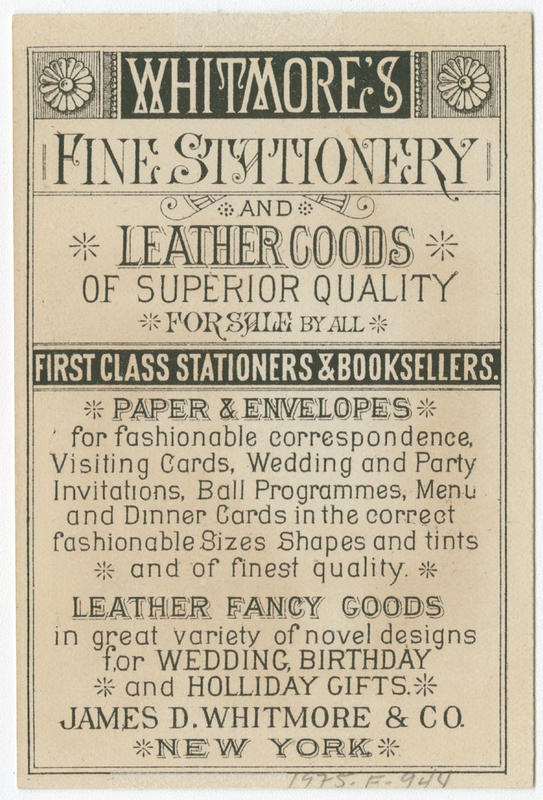 WHITMORE'S
FINE STATIONERY
AND
LEATHER GOODS
OF SUPERIOR QUALITY
FOR SALE BY ALL
FIRST CLASS STATIONERS & BOOKSELLERS.
PAPER & ENVELOPES
for fashionable correspondence,
Visiting Cards, Wedding and Party
Invitations, Ball Programmes, Menu
and Dinner Cards in the correct
fashionable Sizes Shapes and tints
and of finest quality.
LEATHER FANCY GOODS
in great variety of novel designs
for WEDDING, BIRTHDAY
and HOLLIDAY GIFTS.
JAMES D. WHITMORE & CO.
NEW YORK
1975.F.944